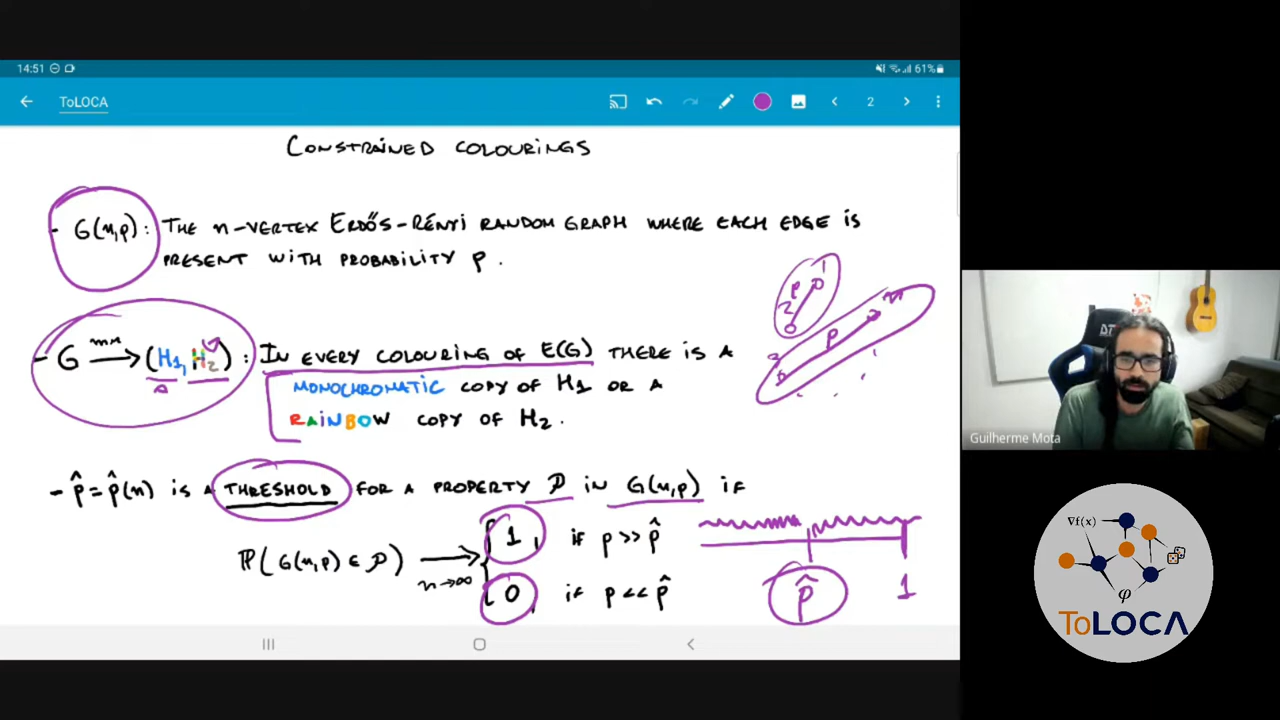 14:51 61%
ToLOCA 2
CONSTRAINED COLOURINGS
- G(n,p): THE n-VERTEX ERDŐS-RÉNYI RANDOM GRAPH WHERE EACH EDGE IS
PRESENT WITH PROBABILITY p.
- G mx→ (H₁, H₂): IN EVERY COLOURING OF E(G) THERE IS A
MONOCHROMATIC COPY OF H₁ OR A
RAINBOW COPY OF H₂.
- p̂ = p̂(n) IS A THRESHOLD FOR A PROPERTY P IN G(n,p) IF
ℙ(G(n,p) ∈ P) → n→∞ { 1, if p >> p̂
0, if p << p̂
p̂ 1
Guilherme Mota
∇f(x)
φ
ToLOCA